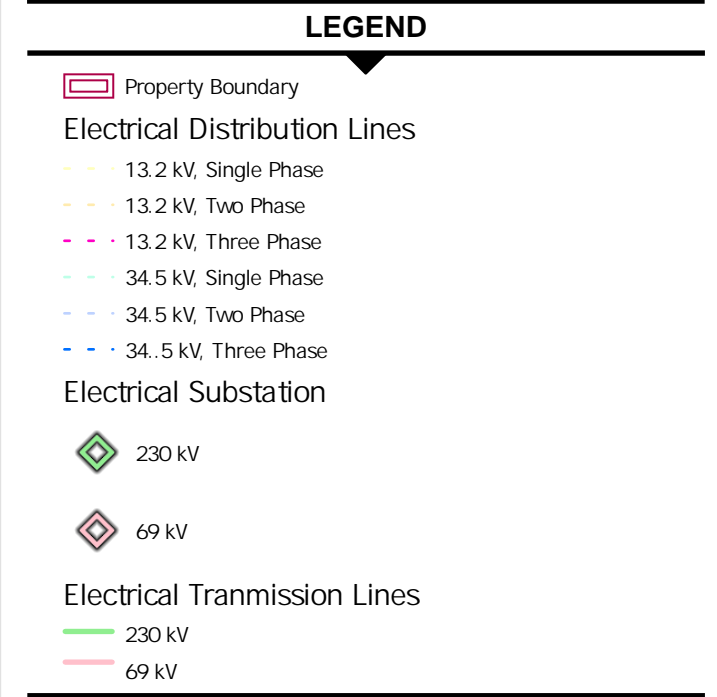 LEGEND
Property Boundary
Electrical Distribution Lines
13.2 kV, Single Phase
13.2 kV, Two Phase
13.2 kV, Three Phase
34.5 kV, Single Phase
34.5 kV, Two Phase
34..5 kV, Three Phase
Electrical Substation
230 kV
69 kV
Electrical Tranmission Lines
230 kV
69 kV